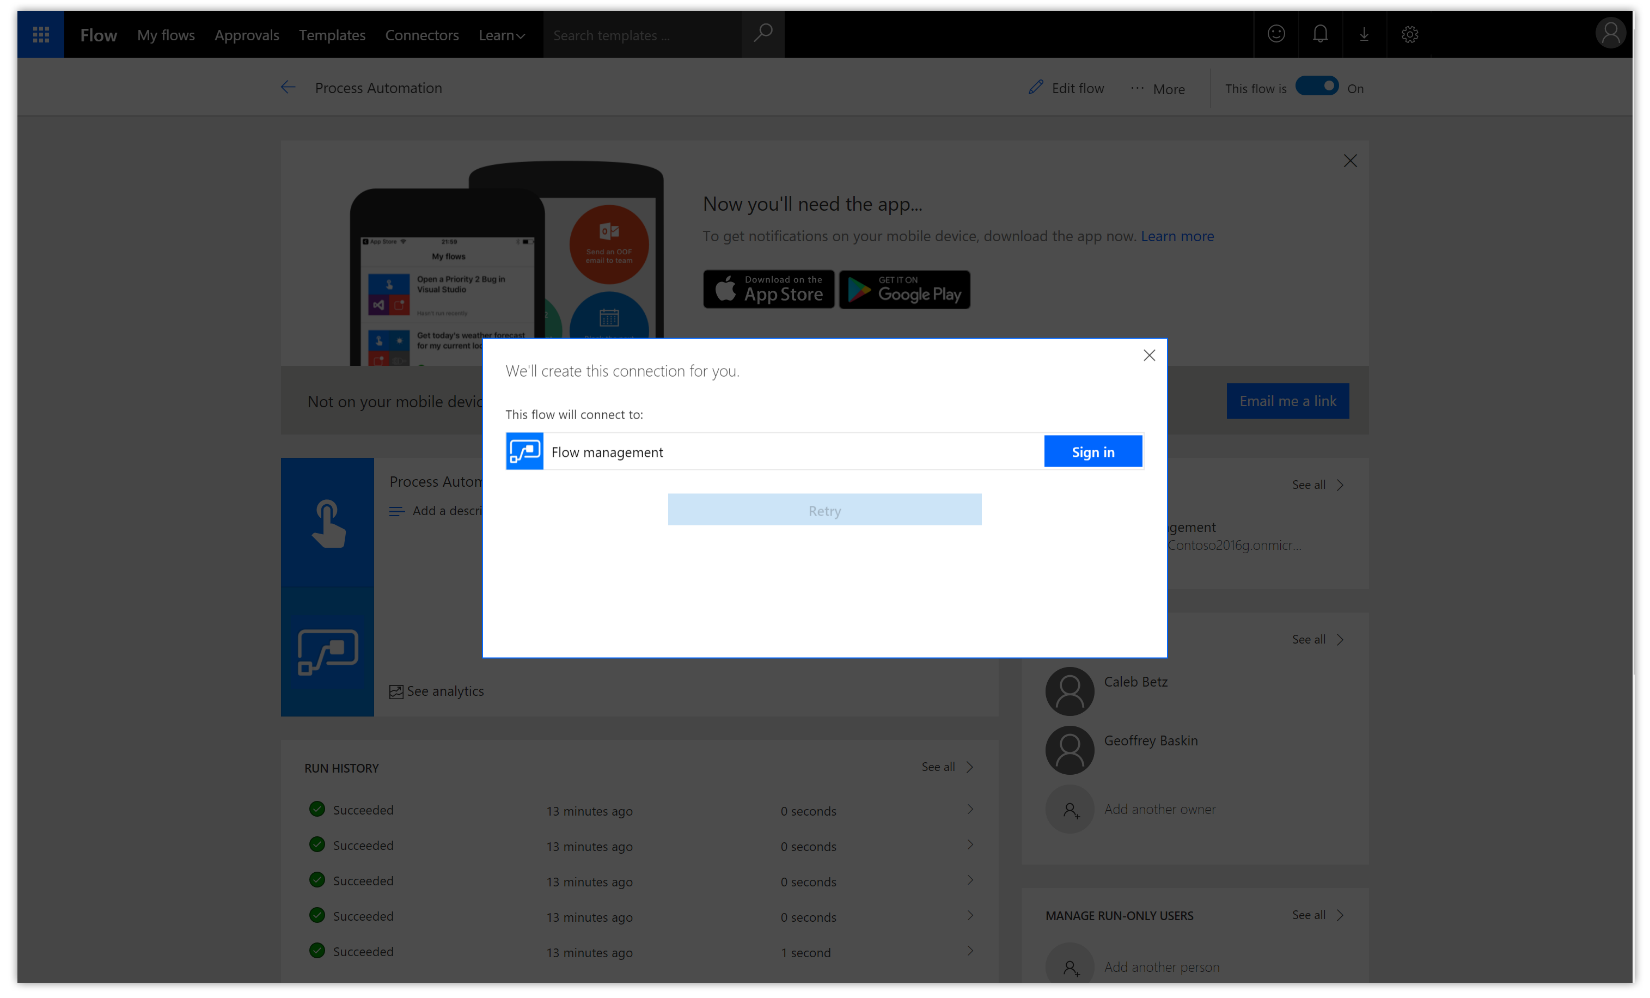 Flow My flows Approvals Templates Connectors Learn Search templates ...
Process Automation Edit flow ... More This flow is On
Now you'll need the app...
To get notifications on your mobile device, download the app now. Learn more
Download on the
App Store
GET IT ON
Google Play
App Store 21:59
My flows
Open a Priority 2 Bug in
Visual Studio
Hasn't run recently
Get today's weather forecast
for my current loc
Send an OOF
email to team
Not on your mobile devic
Email me a link
We'll create this connection for you.
This flow will connect to:
Flow management Sign in
Retry
Process Autom
Add a descri
See analytics
See all
gement
Contoso2016g.onmicr...
See all
Caleb Betz
Geoffrey Baskin
Add another owner
RUN HISTORY See all
Succeeded 13 minutes ago 0 seconds
Succeeded 13 minutes ago 0 seconds
Succeeded 13 minutes ago 0 seconds
Succeeded 13 minutes ago 0 seconds
Succeeded 13 minutes ago 1 second
MANAGE RUN-ONLY USERS See all
Add another person